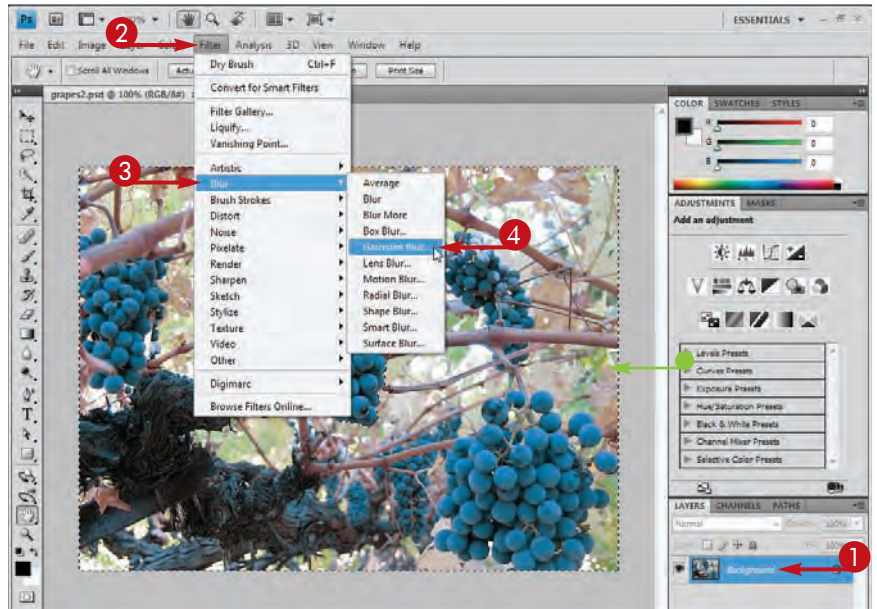 Ps Br ESSENTIALS
2
File Edit Image Layer Filter Analysis 3D View Window Help
Scroll All Windows Print Size
grapes2.psd @ 100% (RGB/8#)
Dry Brush Ctrl+F
Convert for Smart Filters
Filter Gallery...
Liquify...
Vanishing Point...
Artistic
3
Blur
Brush Strokes
Distort
Noise
Pixelate
Render
Sharpen
Sketch
Stylize
Texture
Video
Other
Digimarc
Browse Filters Online...
Average
Blur
Blur More
Box Blur...
Gaussian Blur...
4
Lens Blur...
Motion Blur...
Radial Blur...
Shape Blur...
Smart Blur...
Surface Blur...
COLOR SWATCHES STYLES
R 0
G 0
B 0
ADJUSTMENTS MASKS
Add an adjustment
Levels Presets
Curves Presets
Exposure Presets
Hue/Saturation Presets
Black & White Presets
Channel Mixer Presets
Selective Color Presets
LAYERS CHANNELS PATHS
Normal 100%
100%
Background
1
T